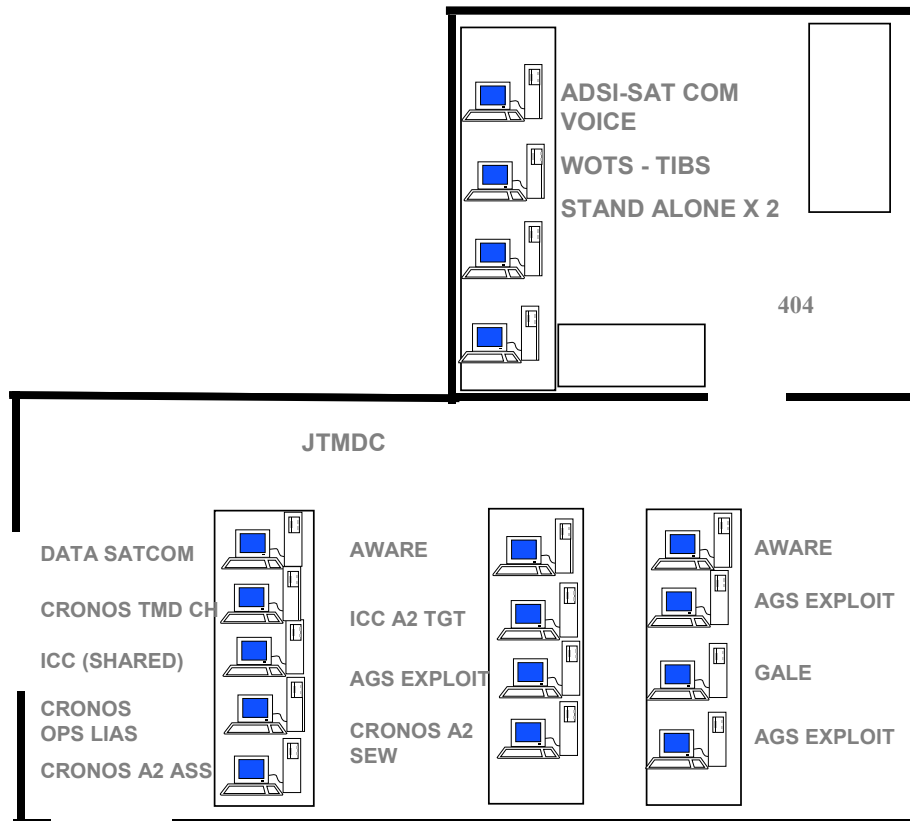 ADSI-SAT COM
VOICE
WOTS - TIBS
STAND ALONE X 2
404
JTMDC
DATA SATCOM
CRONOS TMD CH
ICC (SHARED)
CRONOS
OPS LIAS
CRONOS A2 ASS
AWARE
ICC A2 TGT
AGS EXPLOIT
CRONOS A2
SEW
AWARE
AGS EXPLOIT
GALE
AGS EXPLOIT